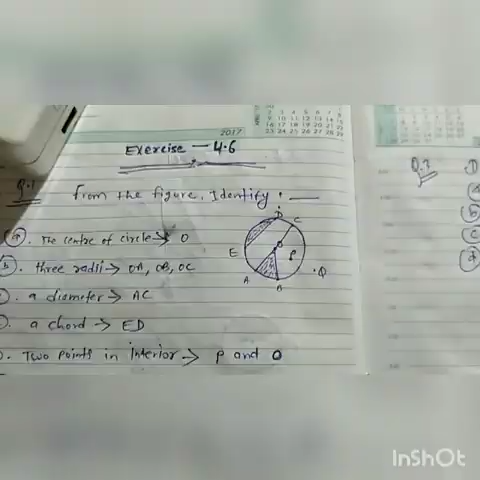 2017
Exercise - 4.6
Q.1 From the figure, Identify : —
(a). The centre of circle → O
(b). three radii → OA, OB, OC
a diameter → AC
a chord → ED
Two points in interior → P and O
D
C
E
O
P
A
B
Q
Q.2
InShOt